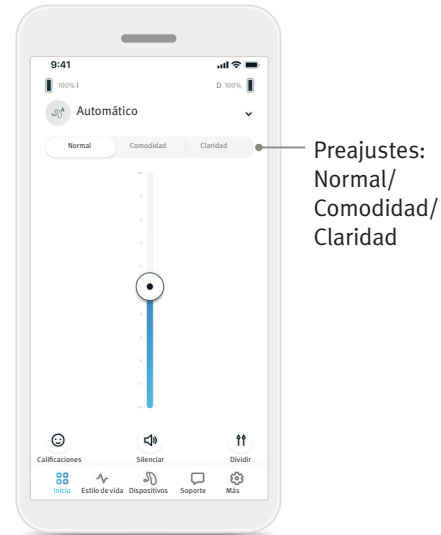 9:41
100% I
D 100%
Automático
Normal
Comodidad
Claridad
Preajustes:
Normal/
Comodidad/
Claridad
Calificaciones
Silenciar
Dividir
Inicio
Estilo de vida
Dispositivos
Soporte
Más